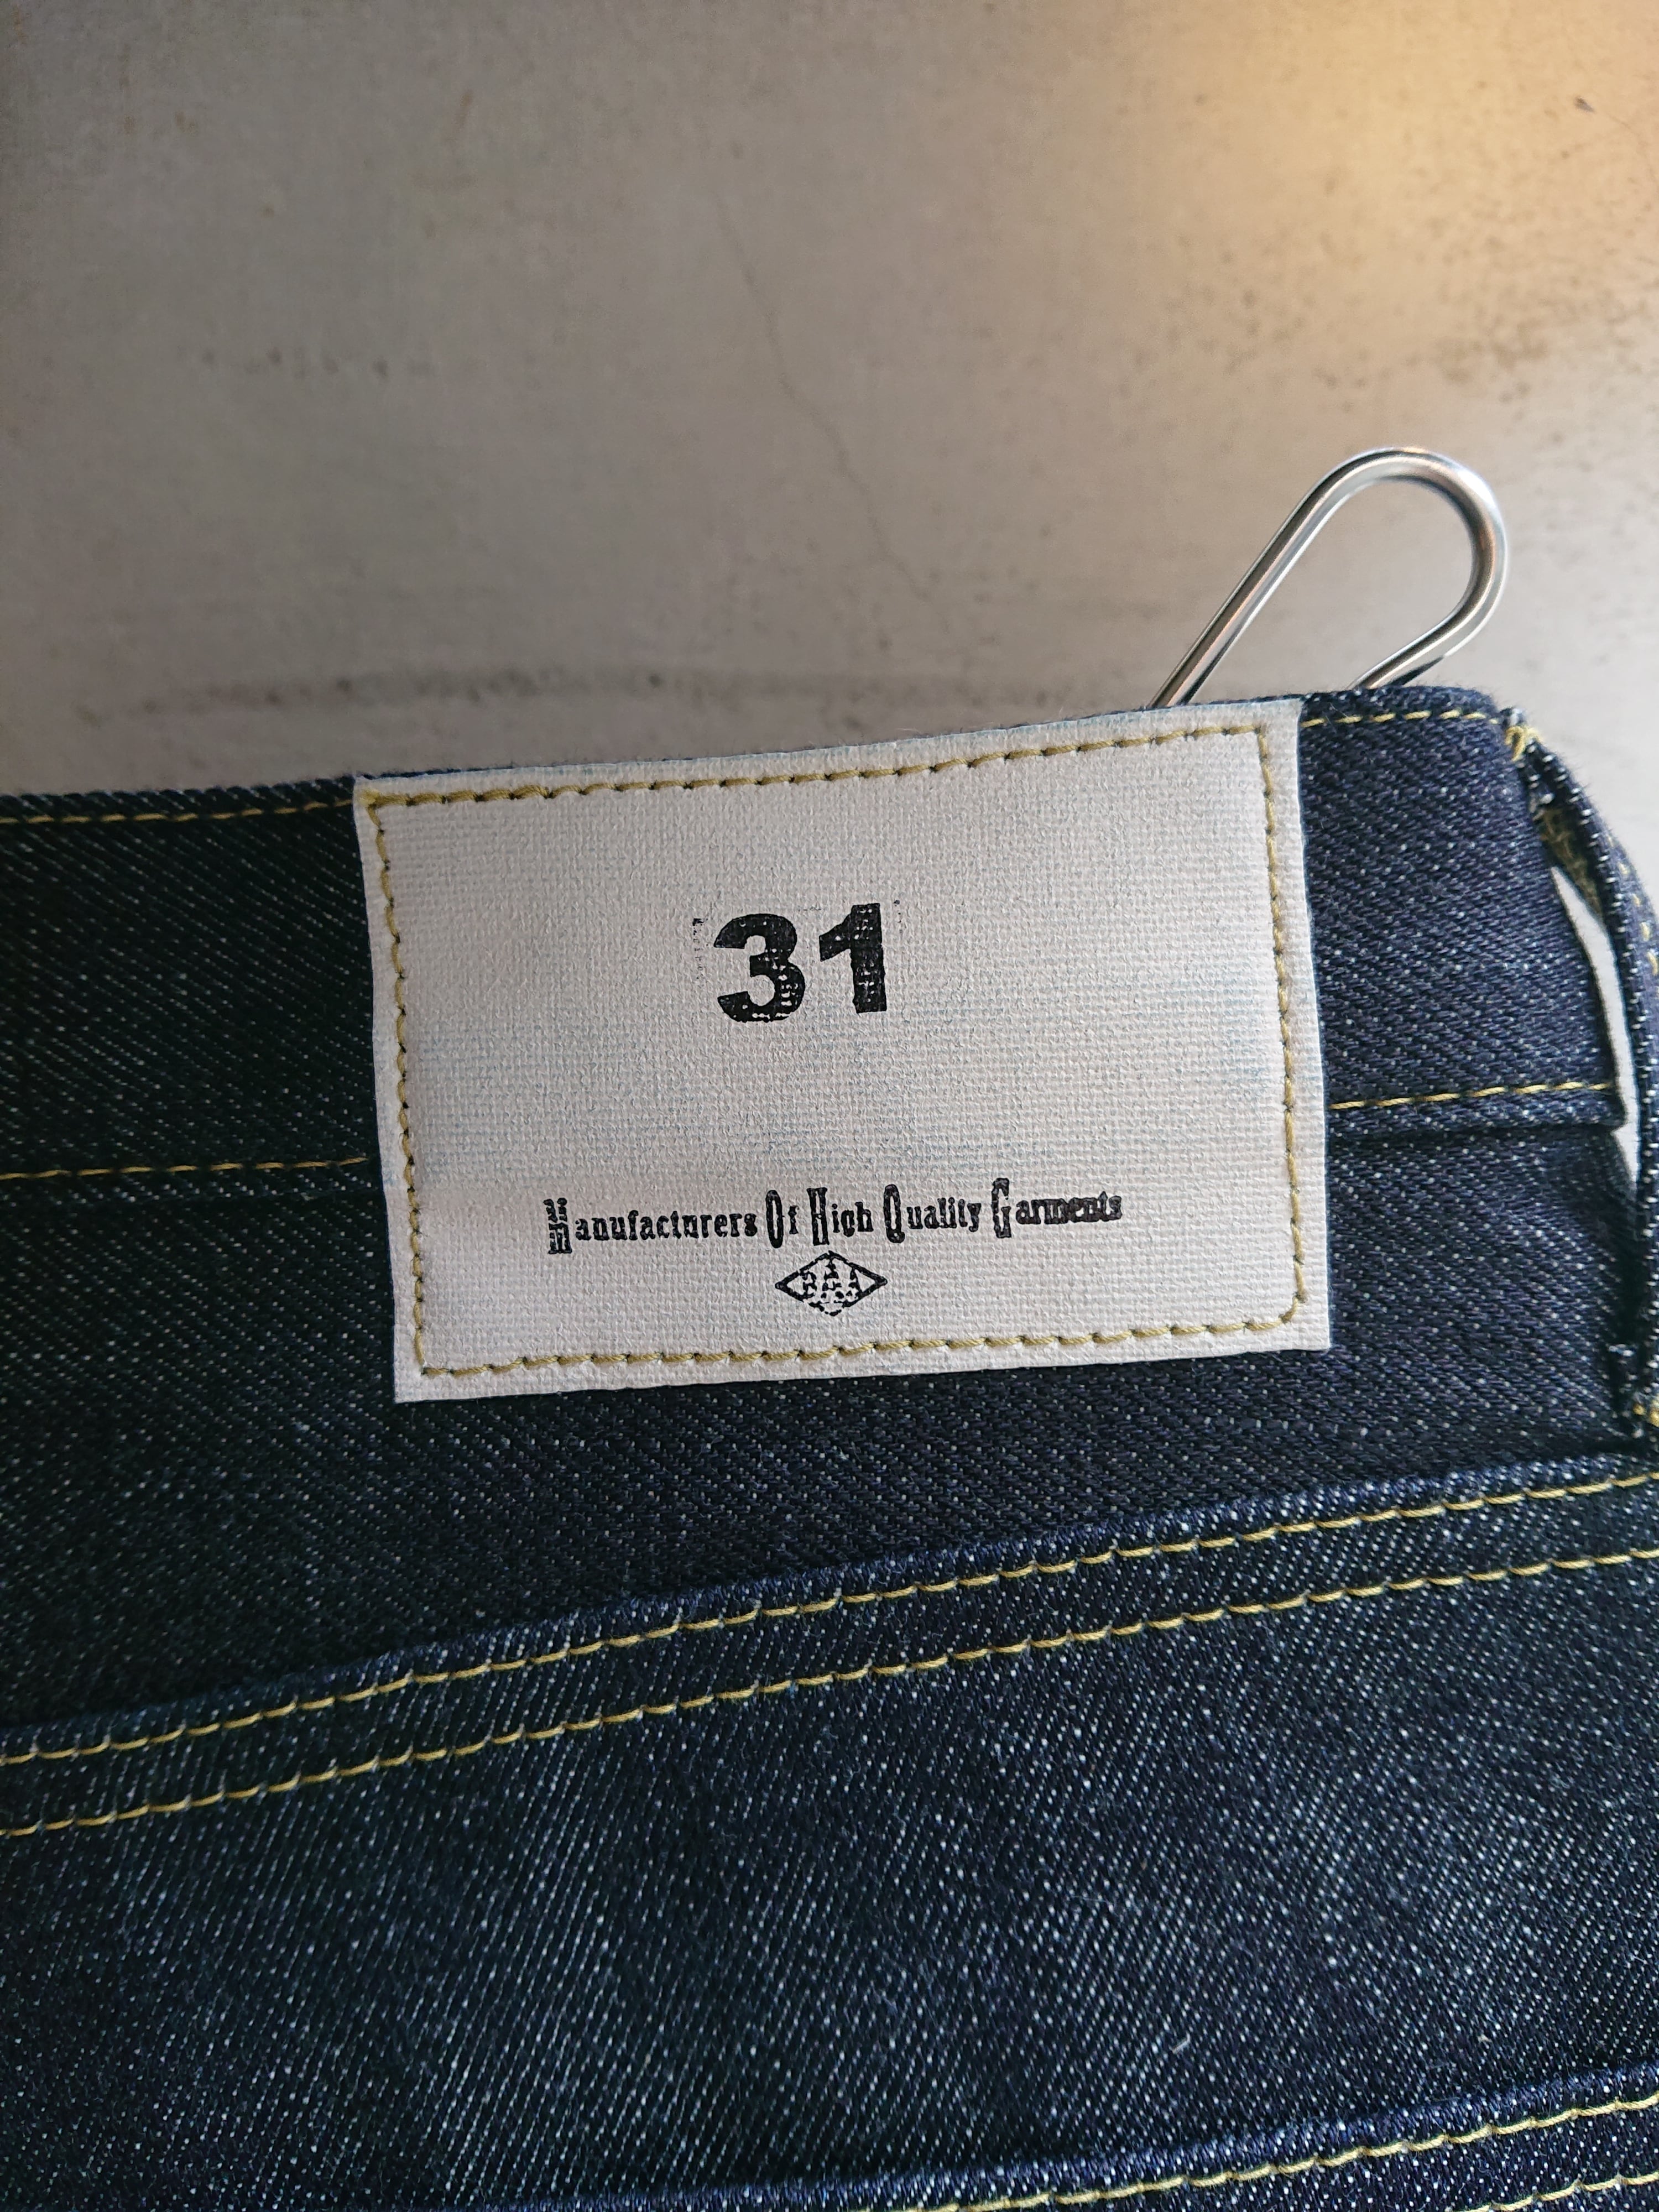 31
Manufacturers Of High Quality Garments